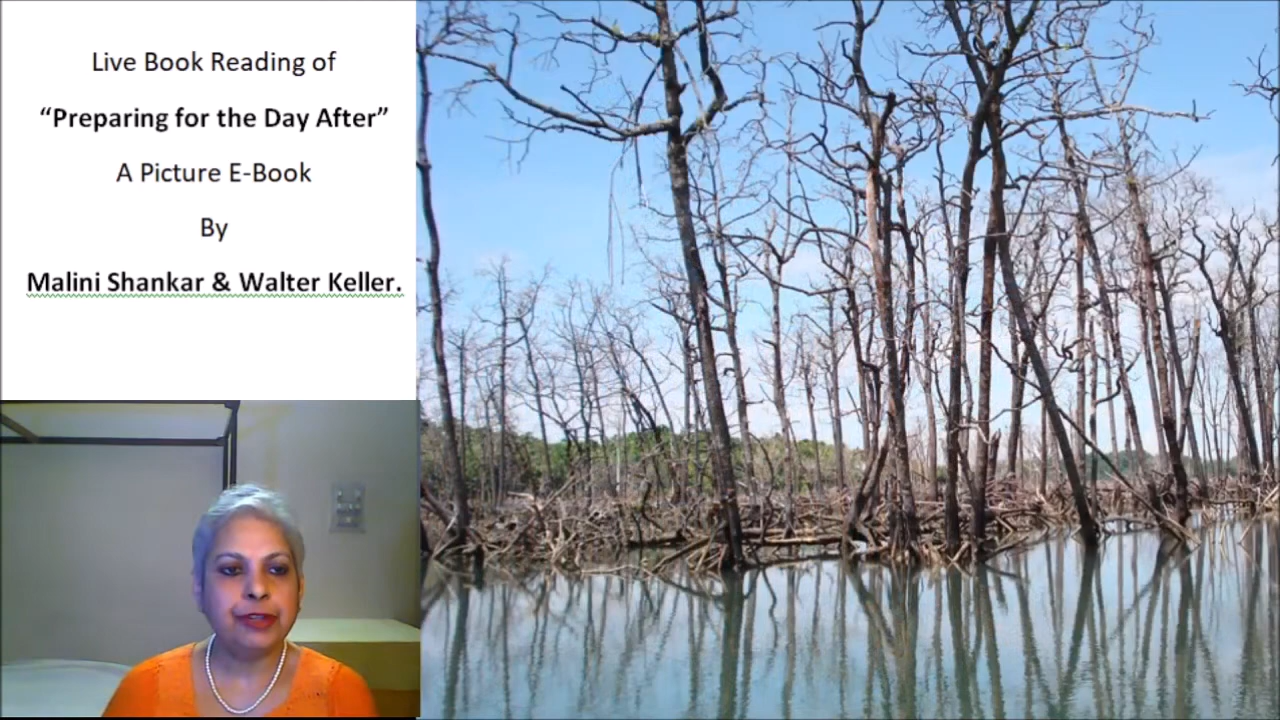 Live Book Reading of
“Preparing for the Day After”
A Picture E-Book
By
Malini Shankar & Walter Keller.